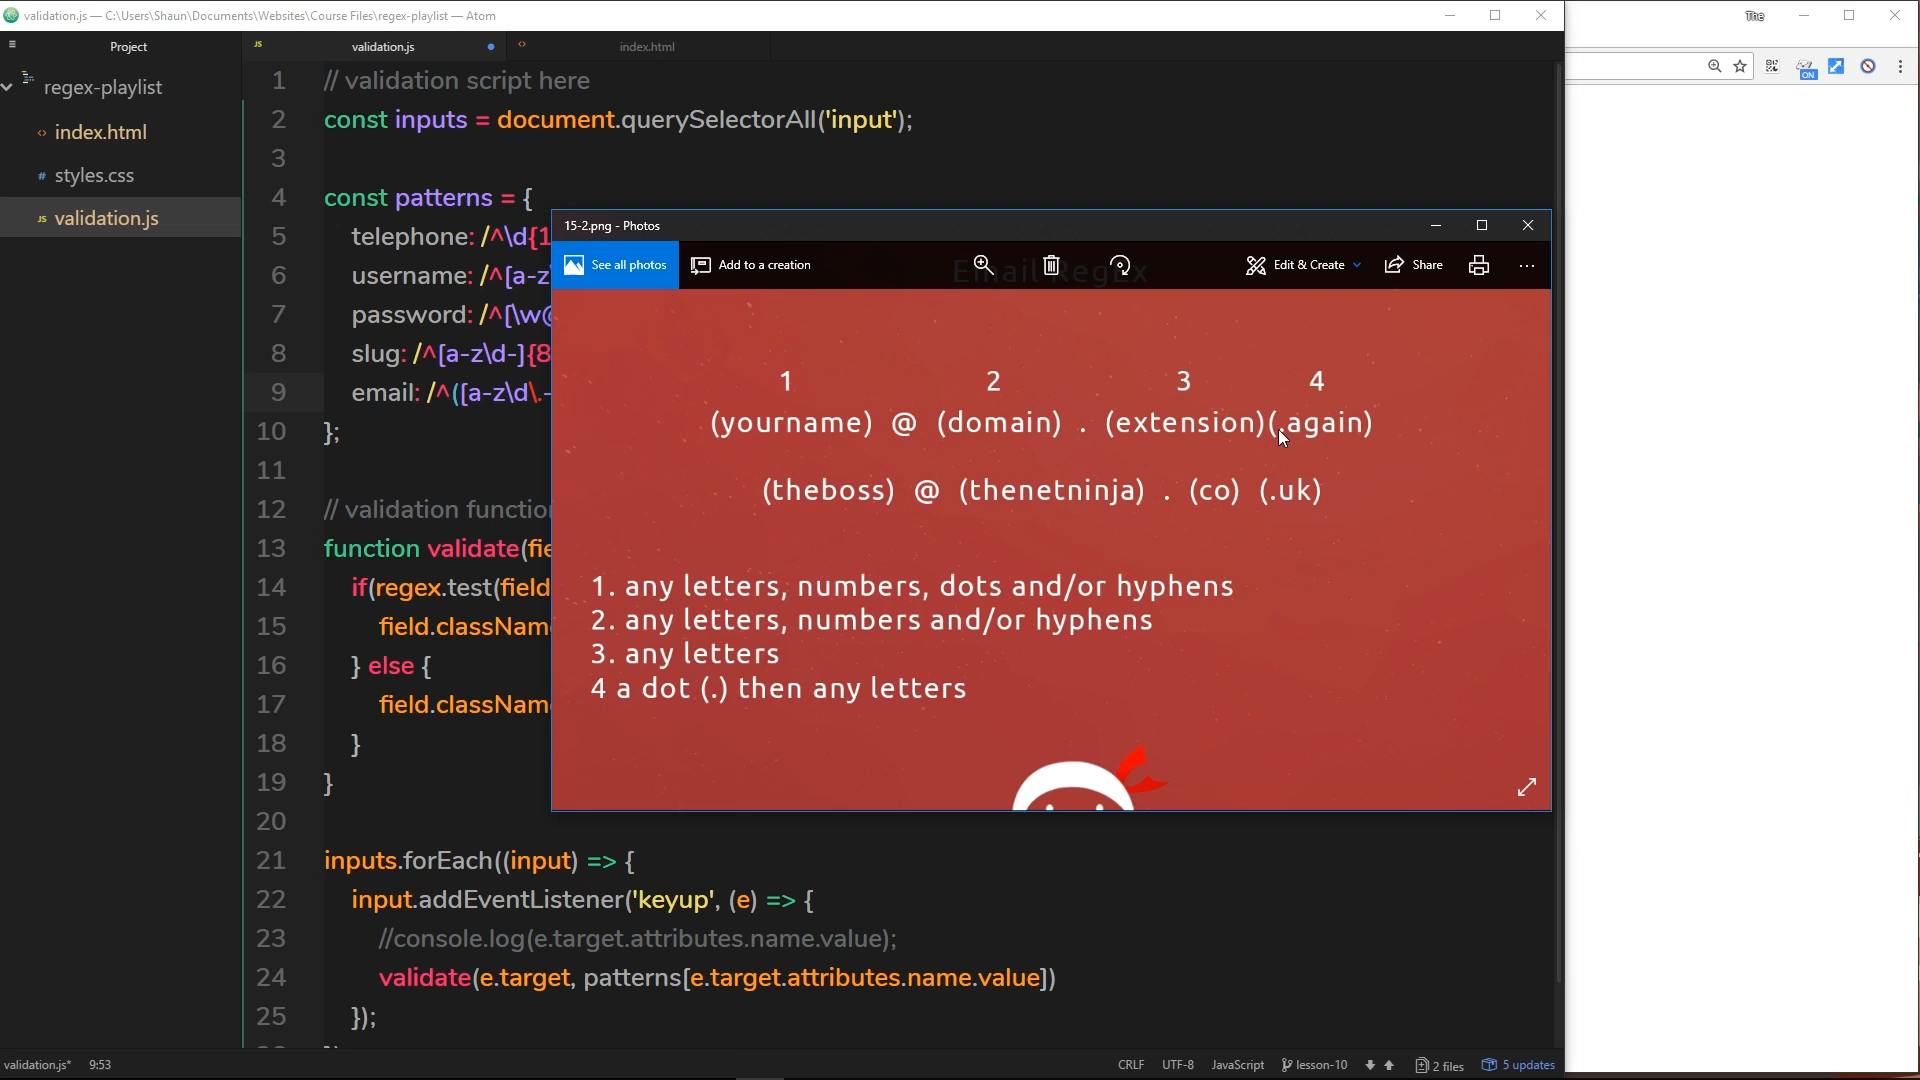 validation.js — C:\Users\Shaun\Documents\Websites\Course Files\regex-playlist — Atom
The
Project
validation.js
index.html
regex-playlist
index.html
styles.css
validation.js
1 // validation script here
2 const inputs = document.querySelectorAll('input');
3
4 const patterns = {
5 telephone: /^\d{1
6 username: /^[a-z
7 password: /^[\w@
8 slug: /^[a-z\d-]{8
9 email: /^([a-z\d\.-
10 };
11
12 // validation function
13 function validate(fie
14 if(regex.test(field
15 field.classNam
16 } else {
17 field.classNam
18 }
19 }
20
21 inputs.forEach((input) => {
22 input.addEventListener('keyup', (e) => {
23 //console.log(e.target.attributes.name.value);
24 validate(e.target, patterns[e.target.attributes.name.value])
25 });
15-2.png - Photos
See all photos
Add to a creation
Edit & Create
Share
Email RegEx
1 2 3 4
(yourname) @ (domain) . (extension)(.again)
(theboss) @ (thenetninja) . (co) (.uk)
1. any letters, numbers, dots and/or hyphens
2. any letters, numbers and/or hyphens
3. any letters
4 a dot (.) then any letters
ON
validation.js* 9:53
CRLF UTF-8 JavaScript lesson-10 2 files 5 updates